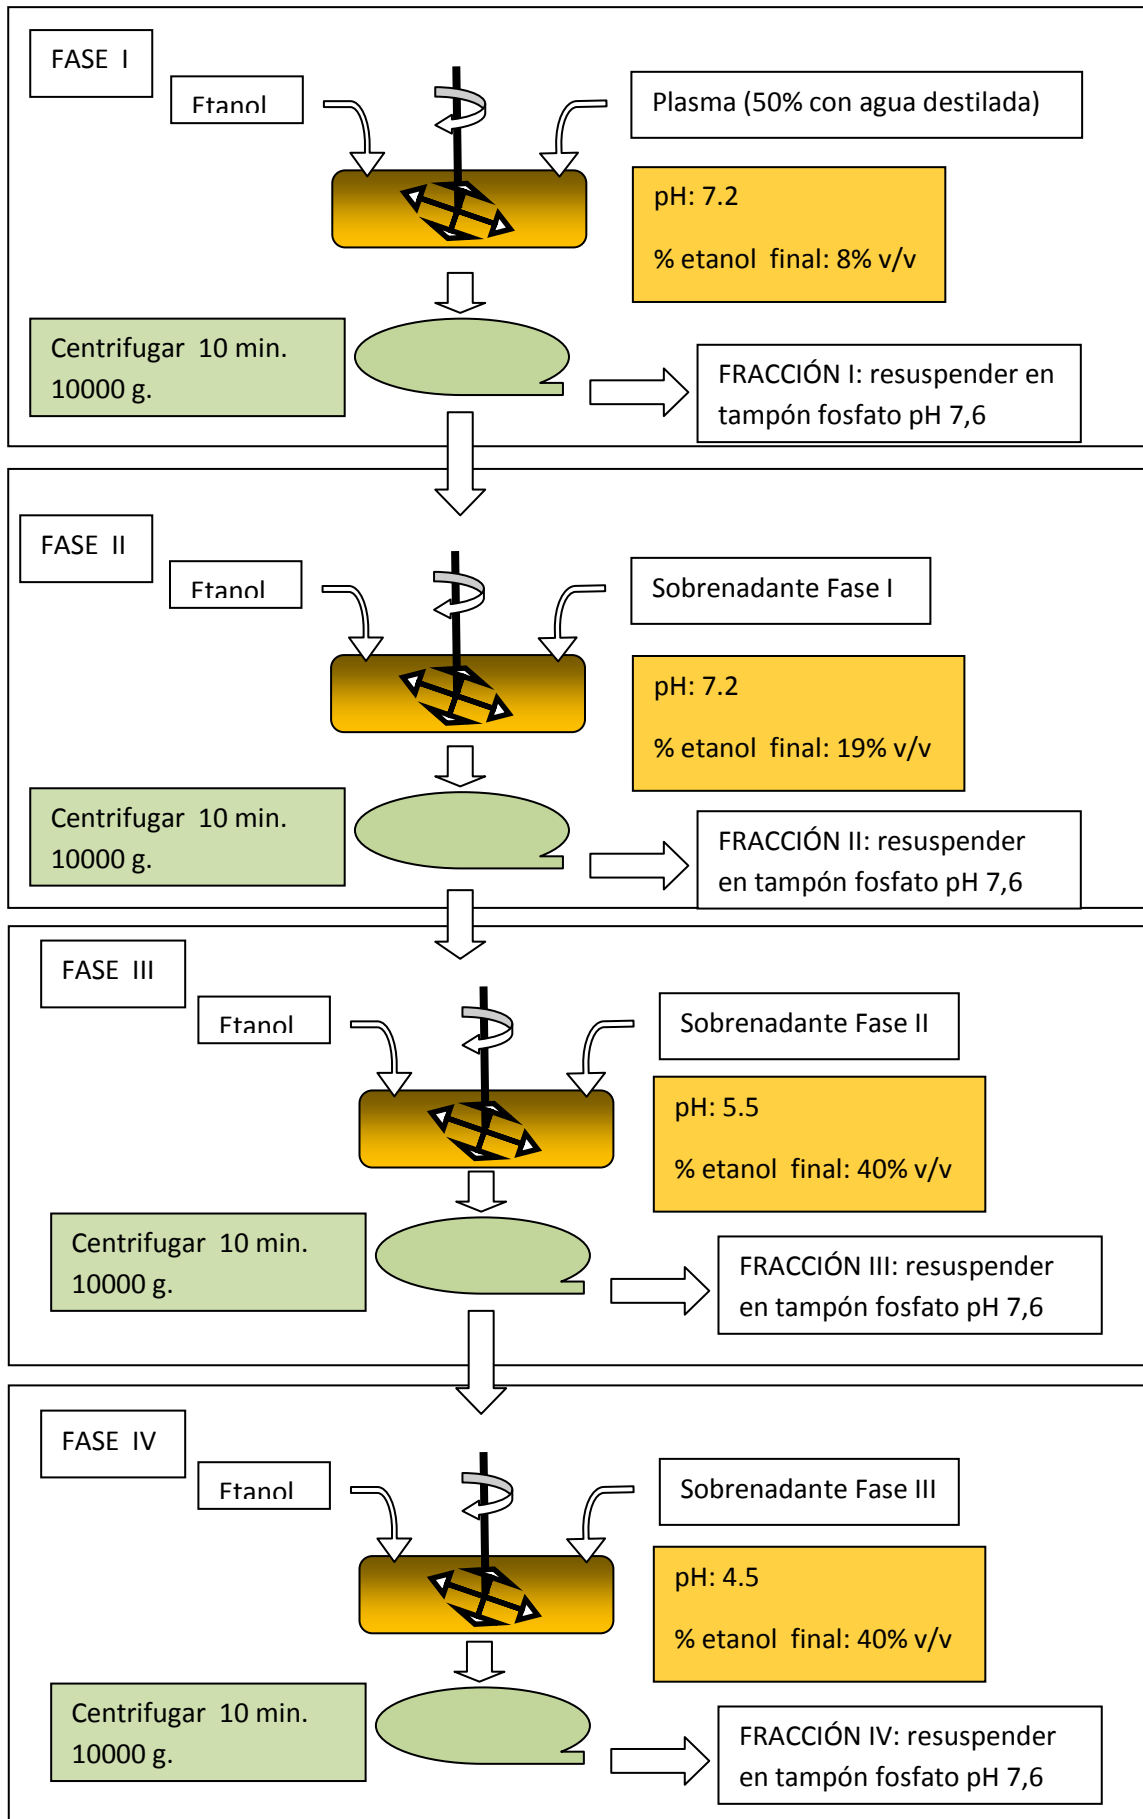 FASE I
Etanol
Plasma (50% con agua destilada)
pH: 7.2
% etanol final: 8% v/v
Centrifugar 10 min.
10000 g.
FRACCIÓN I: resuspender en
tampón fosfato pH 7,6
FASE II
Etanol
Sobrenadante Fase I
pH: 7.2
% etanol final: 19% v/v
Centrifugar 10 min.
10000 g.
FRACCIÓN II: resuspender
en tampón fosfato pH 7,6
FASE III
Etanol
Sobrenadante Fase II
pH: 5.5
% etanol final: 40% v/v
Centrifugar 10 min.
10000 g.
FRACCIÓN III: resuspender
en tampón fosfato pH 7,6
FASE IV
Etanol
Sobrenadante Fase III
pH: 4.5
% etanol final: 40% v/v
Centrifugar 10 min.
10000 g.
FRACCIÓN IV: resuspender
en tampón fosfato pH 7,6